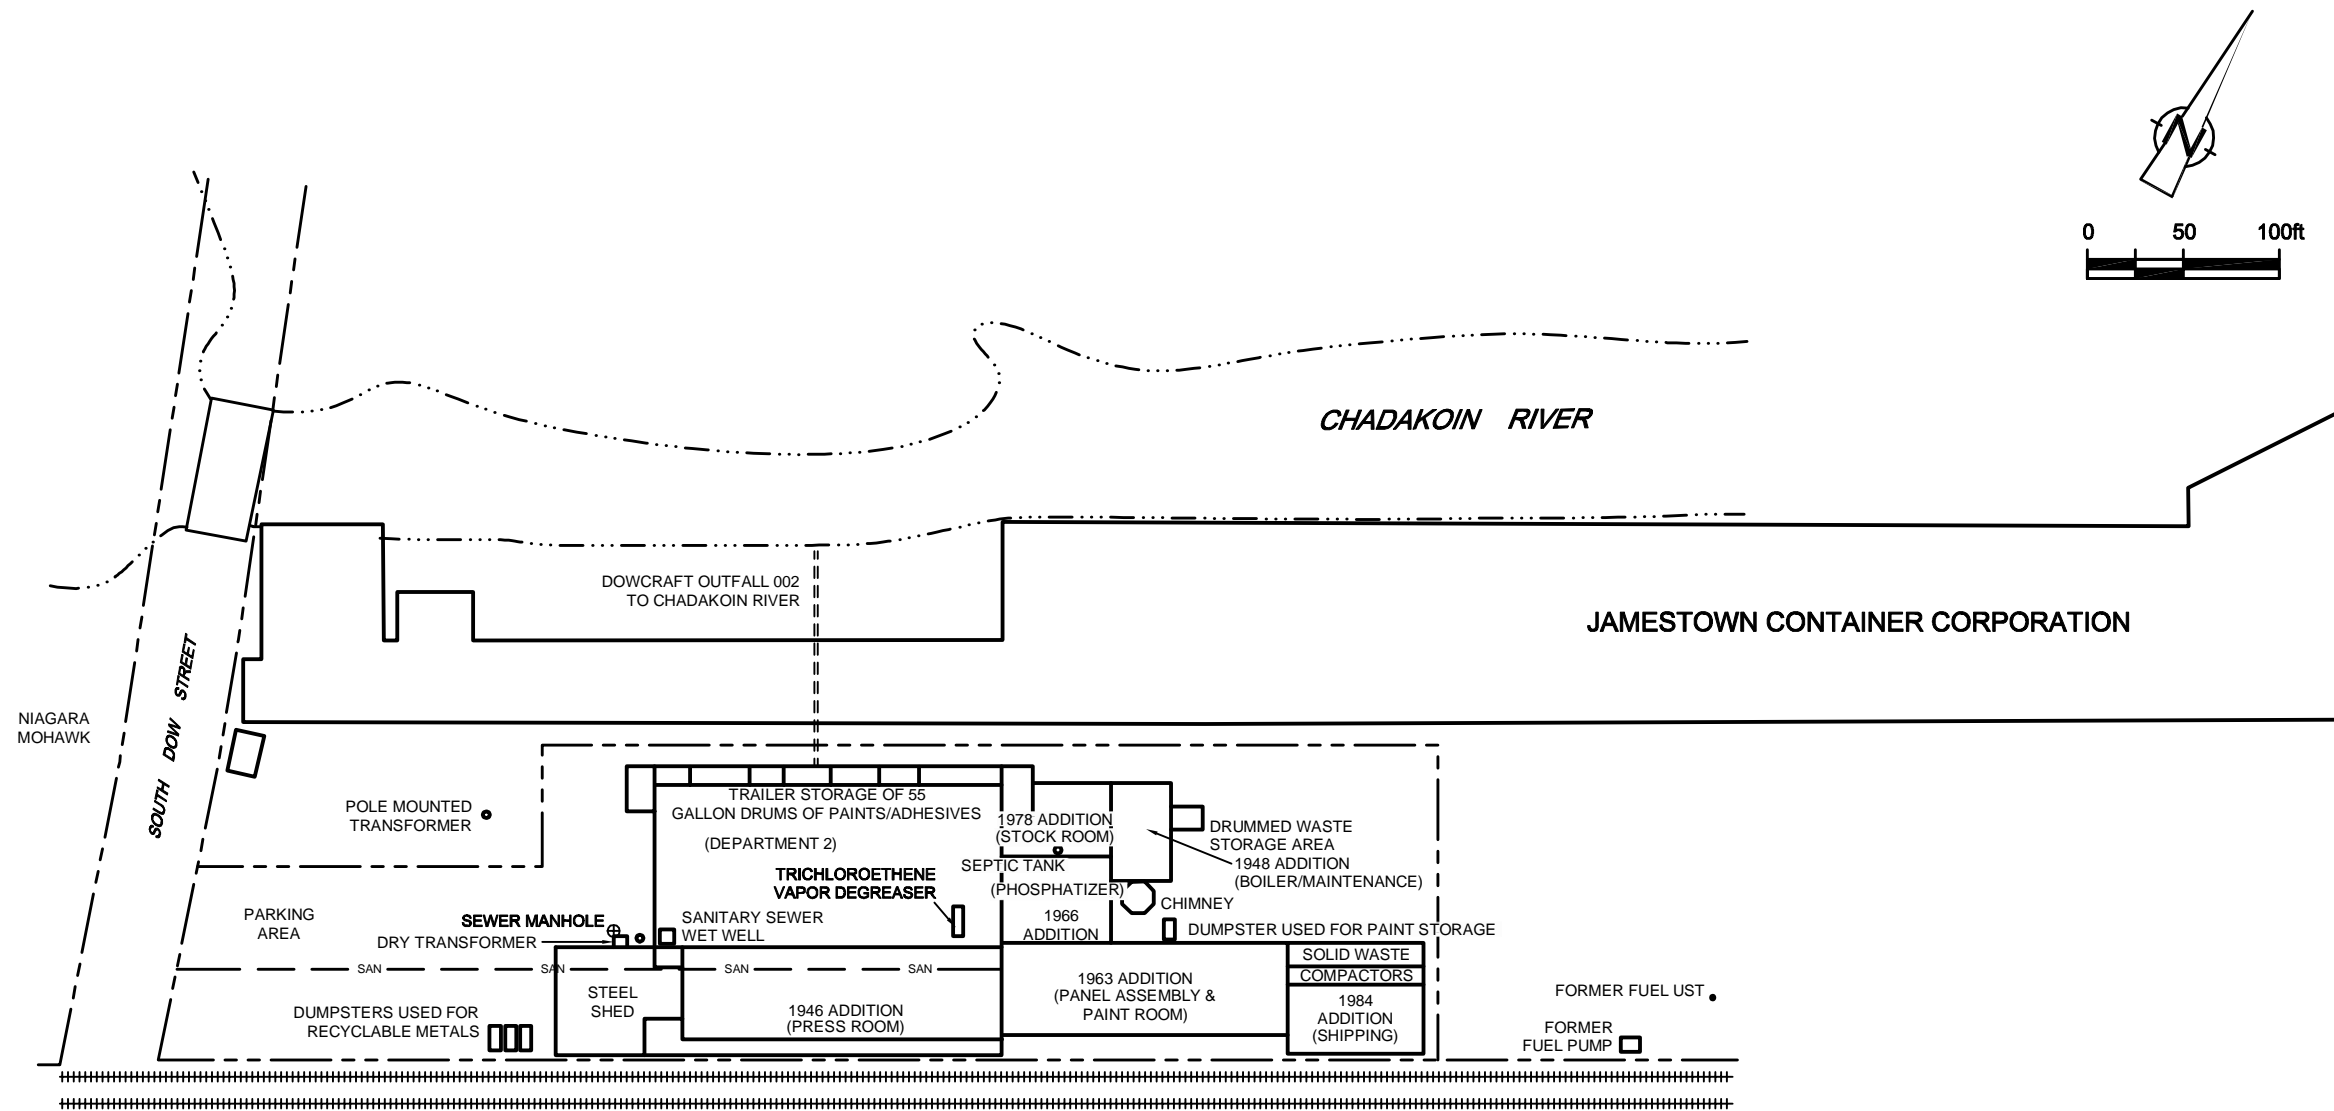 N
0 50 100ft
CHADAKOIN RIVER
DOWCRAFT OUTFALL 002
TO CHADAKOIN RIVER
JAMESTOWN CONTAINER CORPORATION
SOUTH DOW STREET
NIAGARA
MOHAWK
POLE MOUNTED
TRANSFORMER
TRAILER STORAGE OF 55
GALLON DRUMS OF PAINTS/ADHESIVES
(DEPARTMENT 2)
1978 ADDITION
(STOCK ROOM)
DRUMMED WASTE
STORAGE AREA
SEPTIC TANK
1948 ADDITION
(BOILER/MAINTENANCE)
TRICHLOROETHENE
VAPOR DEGREASER
(PHOSPHATIZER)
CHIMNEY
PARKING
AREA
SEWER MANHOLE
DRY TRANSFORMER
SANITARY SEWER
WET WELL
1966
ADDITION
DUMPSTER USED FOR PAINT STORAGE
SAN
SAN
SAN
SAN
SOLID WASTE
COMPACTORS
STEEL
SHED
1963 ADDITION
(PANEL ASSEMBLY &
PAINT ROOM)
DUMPSTERS USED FOR
RECYCLABLE METALS
1946 ADDITION
(PRESS ROOM)
1984
ADDITION
(SHIPPING)
FORMER FUEL UST
FORMER
FUEL PUMP